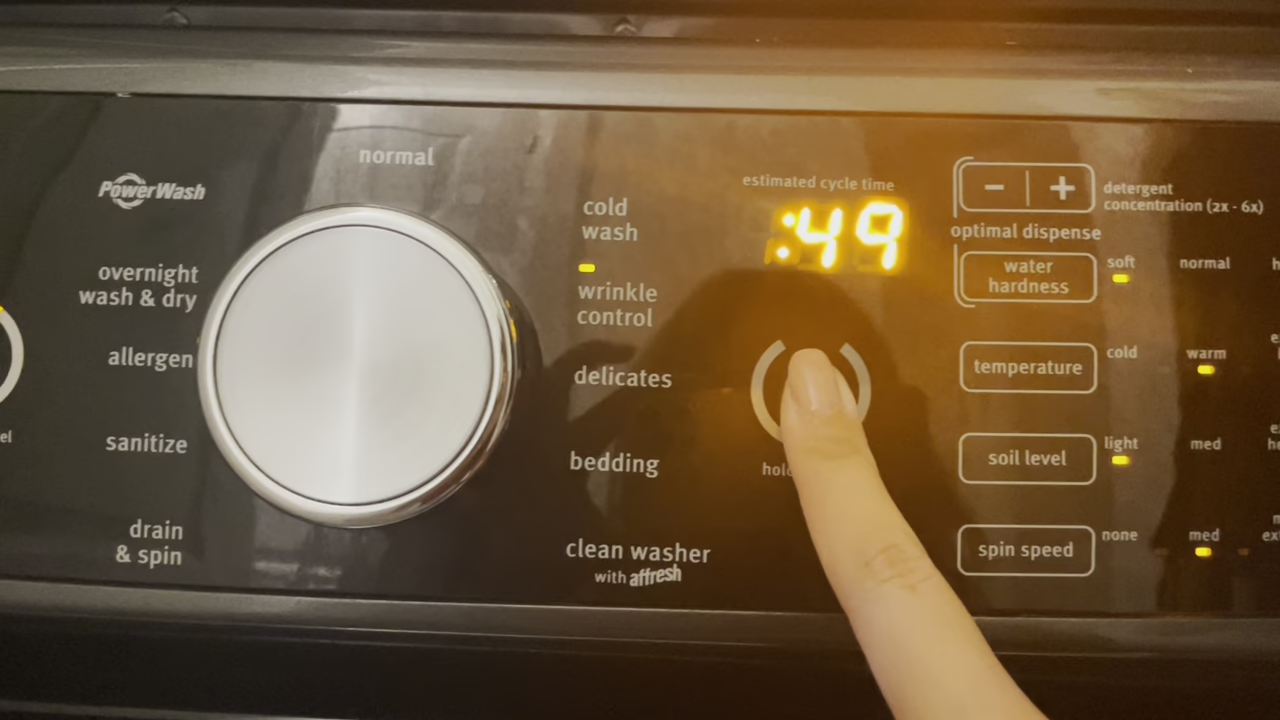 normal
PowerWash
overnight
wash & dry
allergen
sanitize
drain
& spin
cold
wash
wrinkle
control
delicates
bedding
clean washer
with affresh
estimated cycle time
:49
- +
detergent
concentration (2x - 6x)
optimal dispense
water
hardness
soft
normal
temperature
cold
warm
soil level
light
med
spin speed
none
med